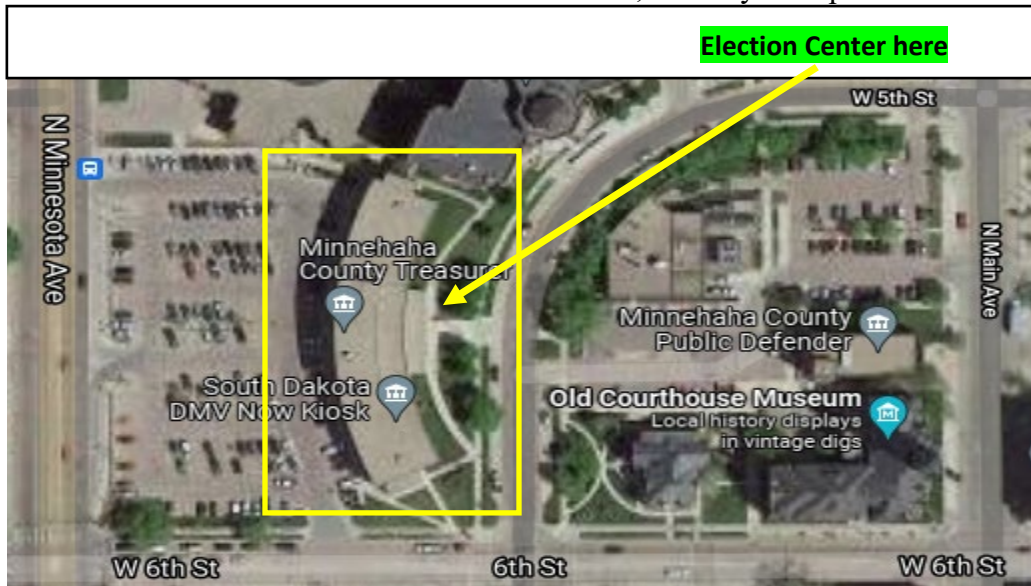 Election Center here
W 5th St
N Minnesota Ave
N Main Ave
Minnehaha
County Treasurer
Minnehaha County
Public Defender
South Dakota
DMV Now Kiosk
Old Courthouse Museum
Local history displays
in vintage digs
M
W 6th St
6th St
W 6th St